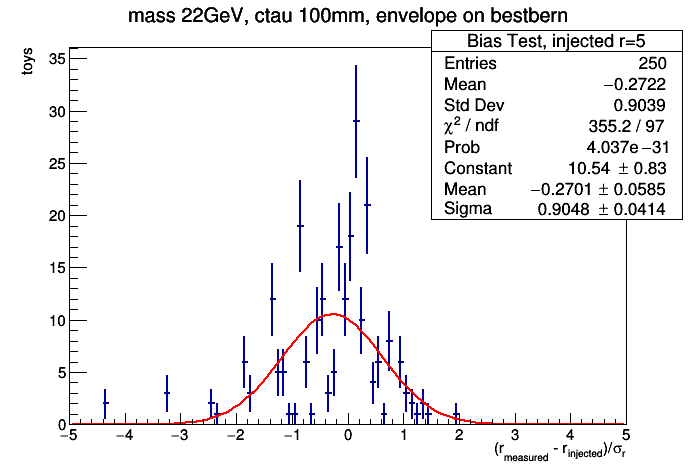 mass 22GeV, ctau 100mm, envelope on bestbern
Bias Test, injected r=5
Entries 250
Mean −0.2722
Std Dev 0.9039
χ² / ndf 355.2 / 97
Prob 4.037e−31
Constant 10.54 ± 0.83
Mean −0.2701 ± 0.0585
Sigma 0.9048 ± 0.0414
toys
35
30
25
20
15
10
5
0
−5 −4 −3 −2 −1 0 1 2 3 4 5
(r_measured - r_injected)/σ_r